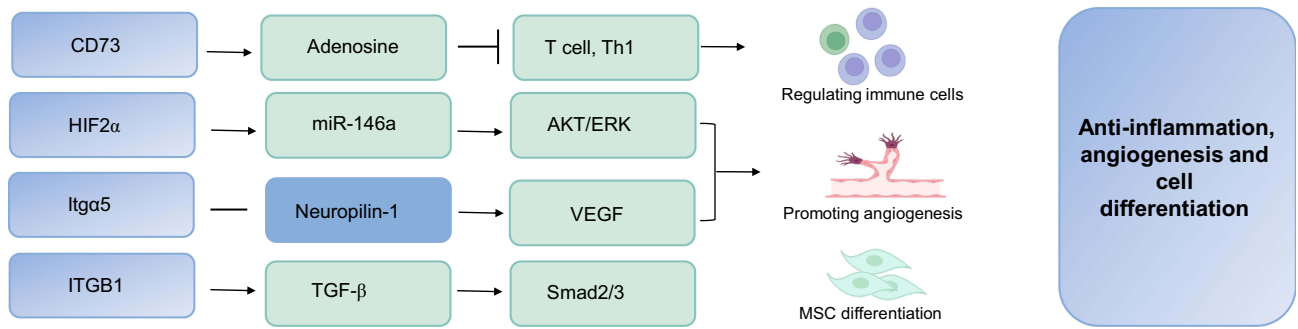 CD73
Adenosine
T cell, Th1
Regulating immune cells
HIF2α
miR-146a
AKT/ERK
Itgα5
Neuropilin-1
VEGF
Promoting angiogenesis
ITGB1
TGF-β
Smad2/3
MSC differentiation
Anti-inflammation,
angiogenesis and
cell
differentiation